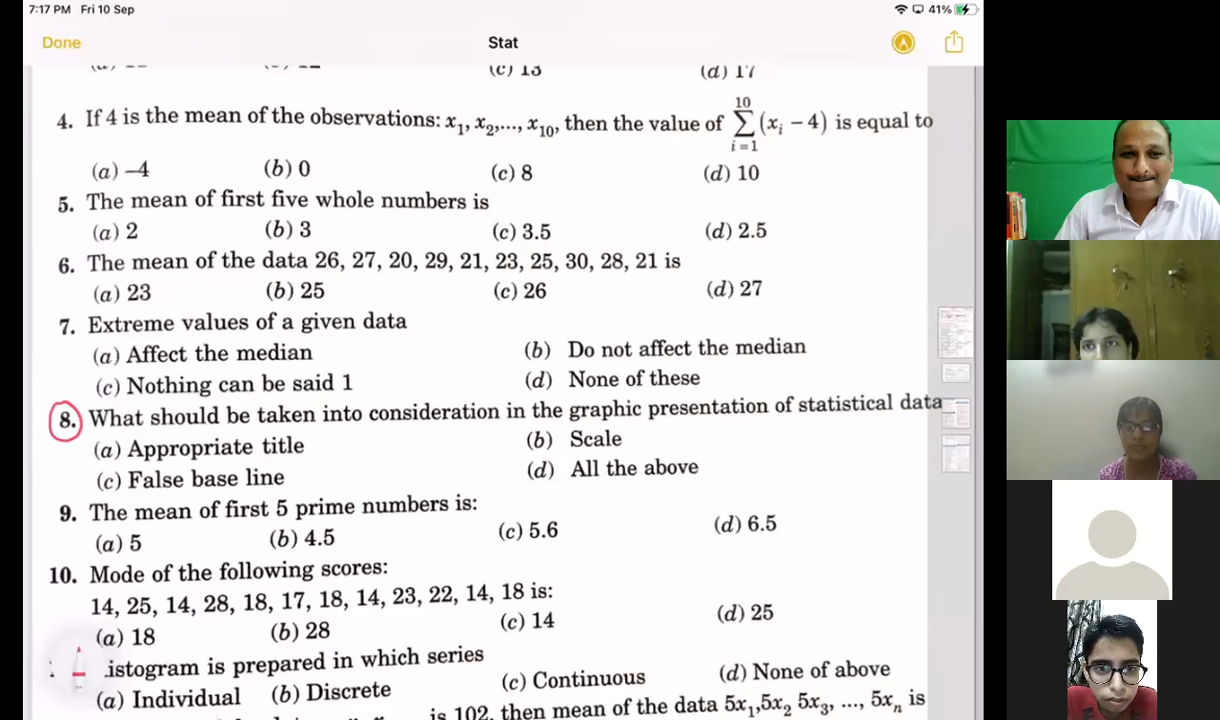 7:17 PM Fri 10 Sep
41%
Done
Stat
(c) 13 (d) 17
4. If 4 is the mean of the observations: x₁, x₂,..., x₁₀, then the value of 10 ∑ i=1 (xᵢ − 4) is equal to
(a) –4 (b) 0 (c) 8 (d) 10
5. The mean of first five whole numbers is
(a) 2 (b) 3 (c) 3.5 (d) 2.5
6. The mean of the data 26, 27, 20, 29, 21, 23, 25, 30, 28, 21 is
(a) 23 (b) 25 (c) 26 (d) 27
7. Extreme values of a given data
(a) Affect the median (b) Do not affect the median
(c) Nothing can be said 1 (d) None of these
8. What should be taken into consideration in the graphic presentation of statistical data
(a) Appropriate title (b) Scale
(c) False base line (d) All the above
9. The mean of first 5 prime numbers is:
(a) 5 (b) 4.5 (c) 5.6 (d) 6.5
10. Mode of the following scores:
14, 25, 14, 28, 18, 17, 18, 14, 23, 22, 14, 18 is:
(a) 18 (b) 28 (c) 14 (d) 25
istogram is prepared in which series
(a) Individual (b) Discrete (c) Continuous (d) None of above
is 102, then mean of the data 5x₁,5x₂ 5x₃, ..., 5xₙ is